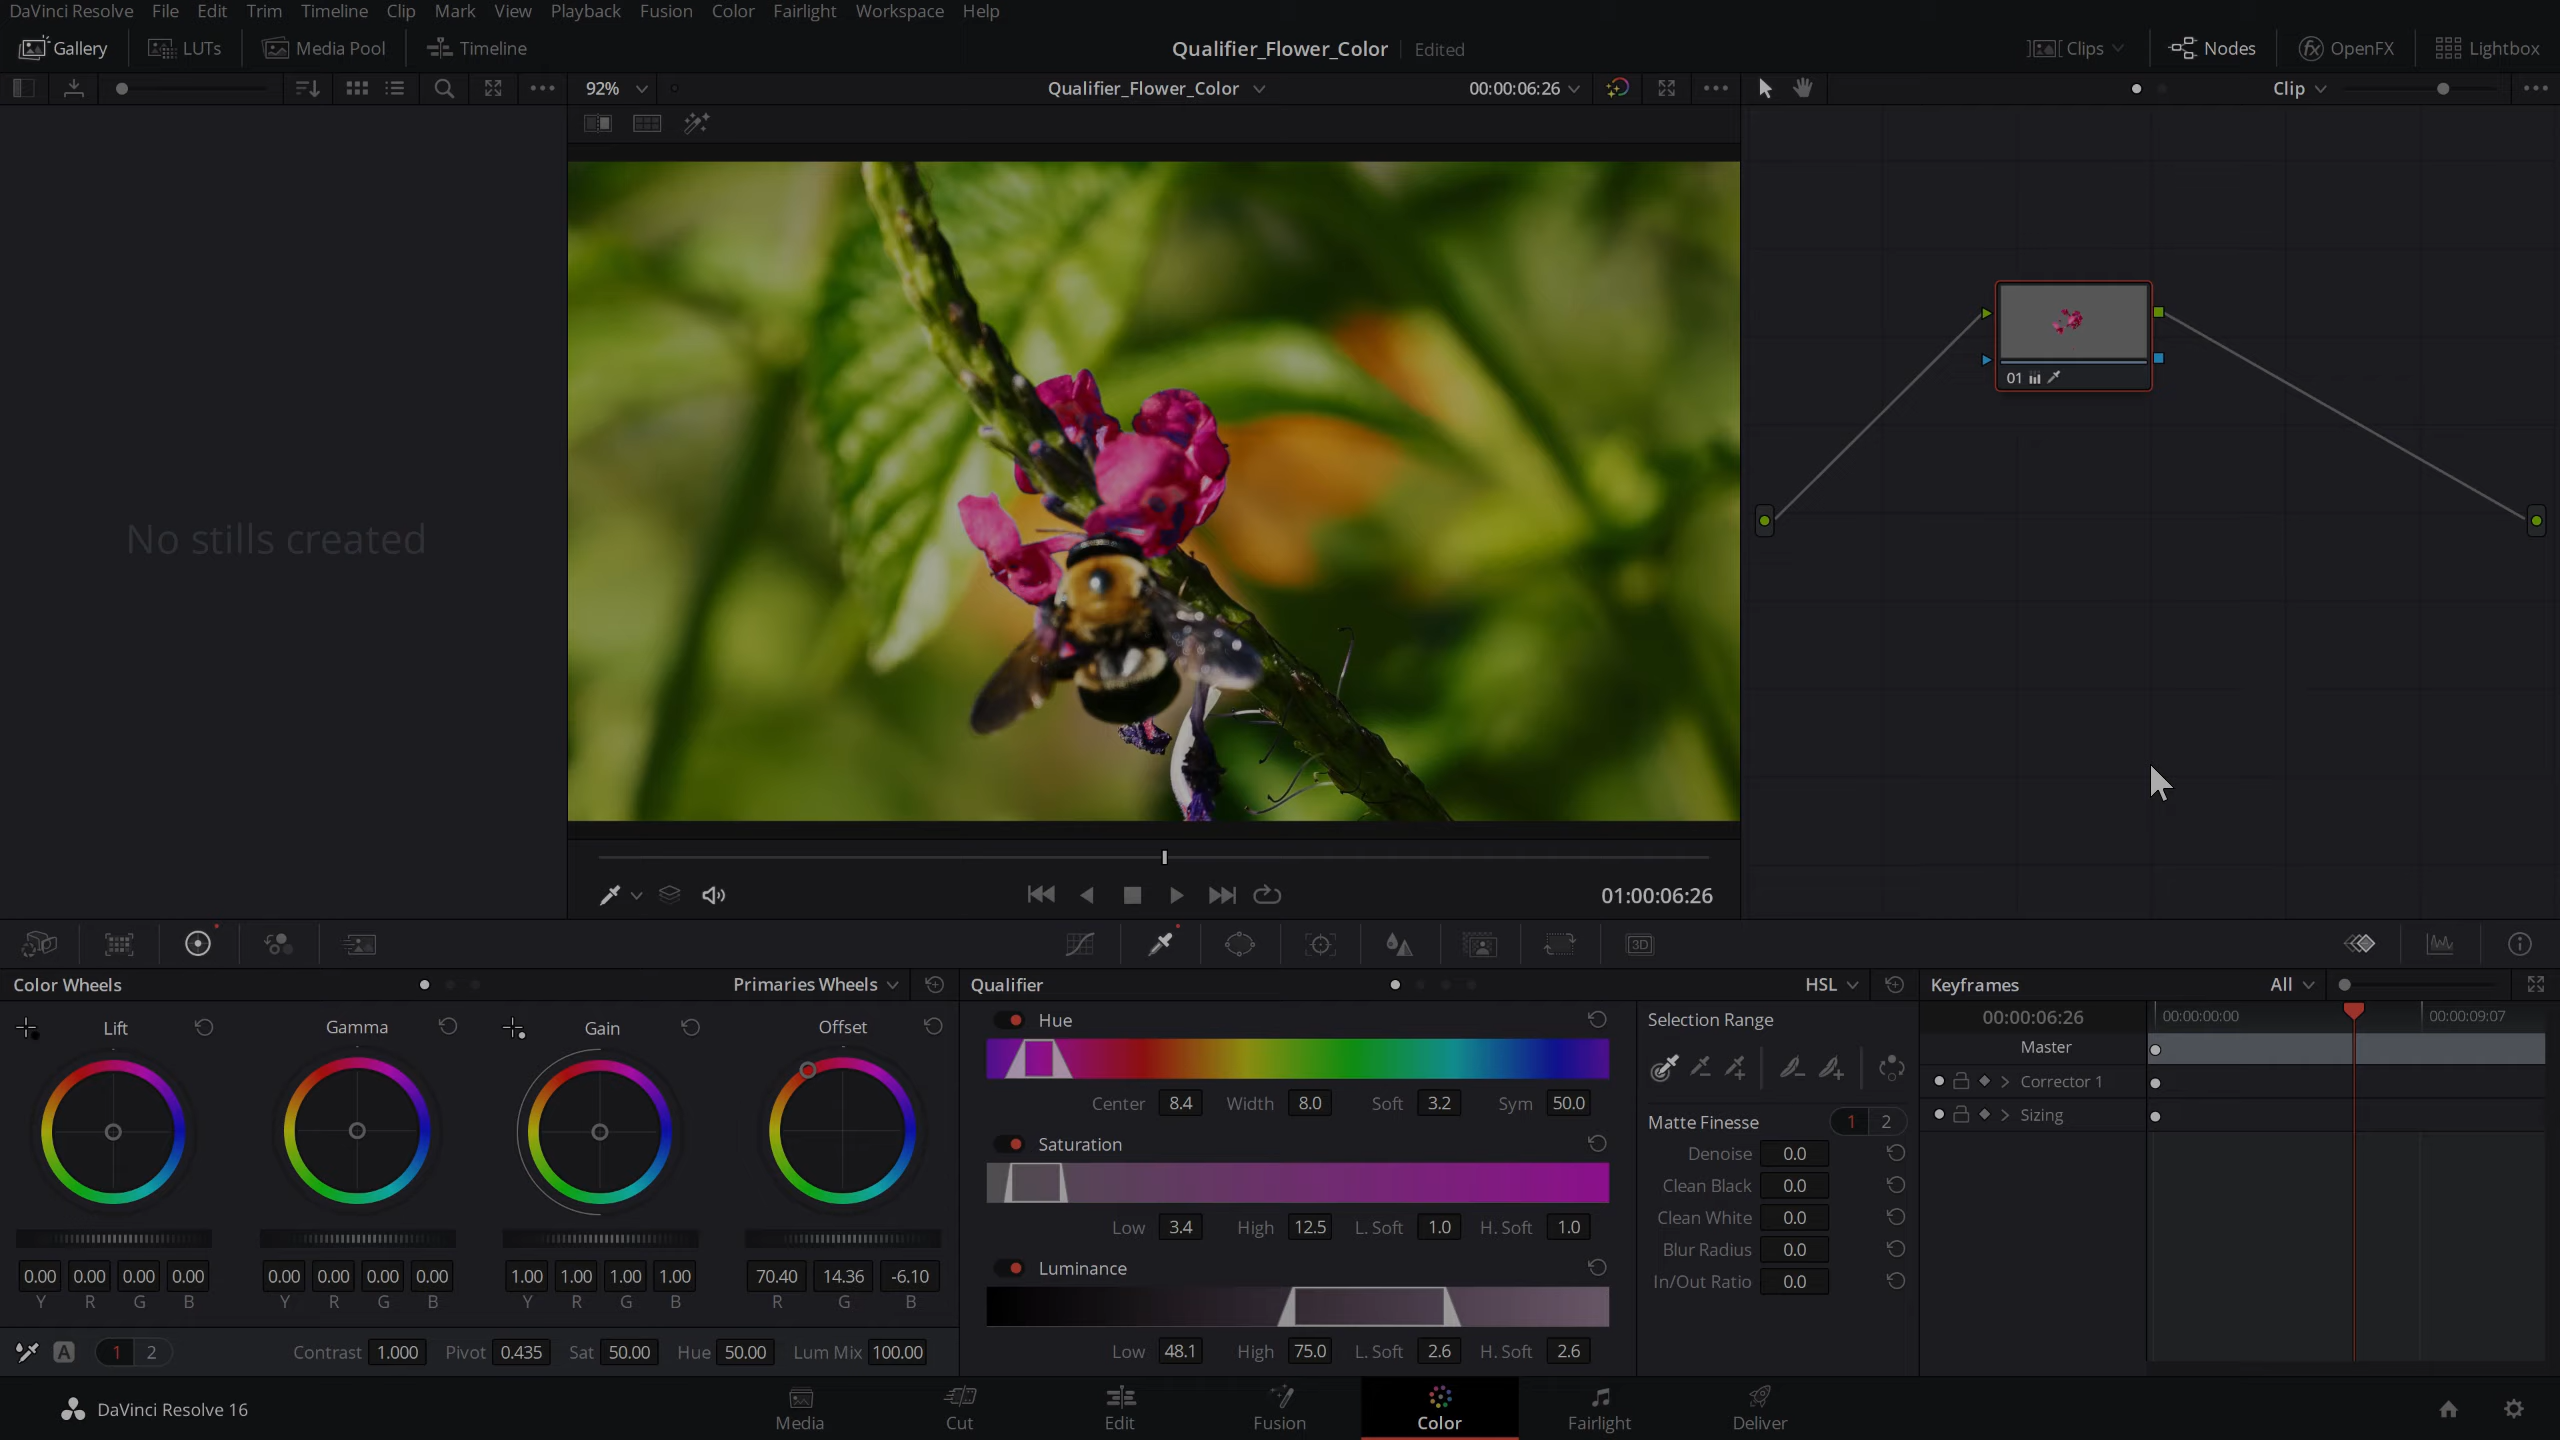 DaVinci Resolve File Edit Trim Timeline Clip Mark View Playback Fusion Color Fairlight Workspace Help
Gallery LUTs Media Pool Timeline Qualifier_Flower_Color Edited Clips Nodes OpenFX Lightbox
92% Qualifier_Flower_Color 00:00:06:26 Clip
No stills created
01
01:00:06:26
3D
Color Wheels Primaries Wheels Qualifier HSL Keyframes All
Lift Gamma Gain Offset
Hue
Center 8.4 Width 8.0 Soft 3.2 Sym 50.0
Saturation
Low 3.4 High 12.5 L. Soft 1.0 H. Soft 1.0
Luminance
Low 48.1 High 75.0 L. Soft 2.6 H. Soft 2.6
0.00 0.00 0.00 0.00 0.00 0.00 0.00 0.00 1.00 1.00 1.00 1.00 70.40 14.36 -6.10
Y R G B Y R G B Y R G B R G B
A 1 2 Contrast 1.000 Pivot 0.435 Sat 50.00 Hue 50.00 Lum Mix 100.00
Selection Range
Matte Finesse 1 2
Denoise 0.0
Clean Black 0.0
Clean White 0.0
Blur Radius 0.0
In/Out Ratio 0.0
00:00:06:26 00:00:00:00 00:00:09:07
Master
Corrector 1
Sizing
DaVinci Resolve 16 Media Cut Edit Fusion Color Fairlight Deliver